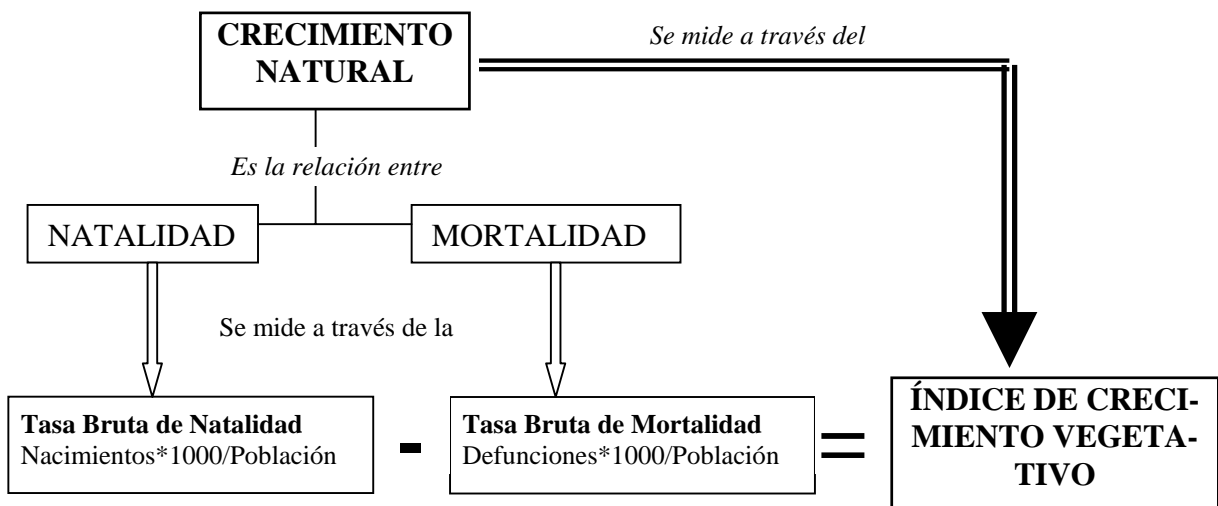 CRECIMIENTO
NATURAL
Se mide a través del
Es la relación entre
NATALIDAD
MORTALIDAD
Se mide a través de la
Tasa Bruta de Natalidad
Nacimientos*1000/Población
-
Tasa Bruta de Mortalidad
Defunciones*1000/Población
=
ÍNDICE DE CRECI-
MIENTO VEGETA-
TIVO